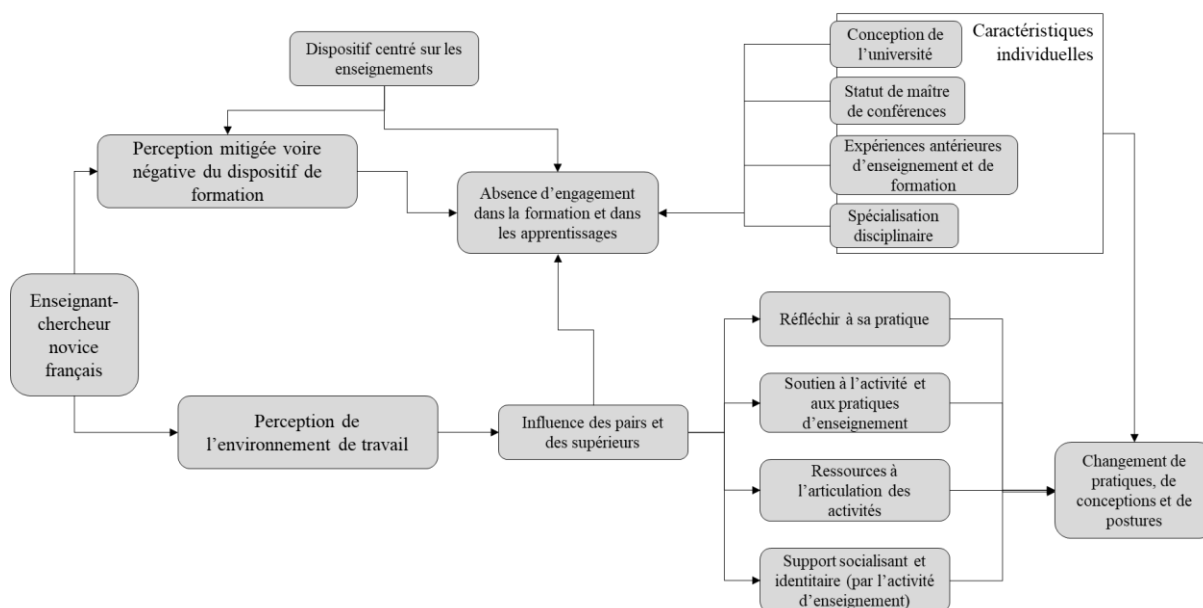 Dispositif centré sur les
enseignements
Perception mitigée voire
négative du dispositif de
formation
Absence d’engagement
dans la formation et dans
les apprentissages
Caractéristiques
individuelles
Conception de
l’université
Statut de maître
de conférences
Expériences antérieures
d’enseignement et de
formation
Spécialisation
disciplinaire
Enseignant-
chercheur
novice
français
Perception de
l’environnement de travail
Influence des pairs et
des supérieurs
Réfléchir à sa pratique
Soutien à l’activité et
aux pratiques
d’enseignement
Ressources à
l’articulation des
activités
Support socialisant et
identitaire (par l’activité
d’enseignement)
Changement de
pratiques, de
conceptions et de
postures